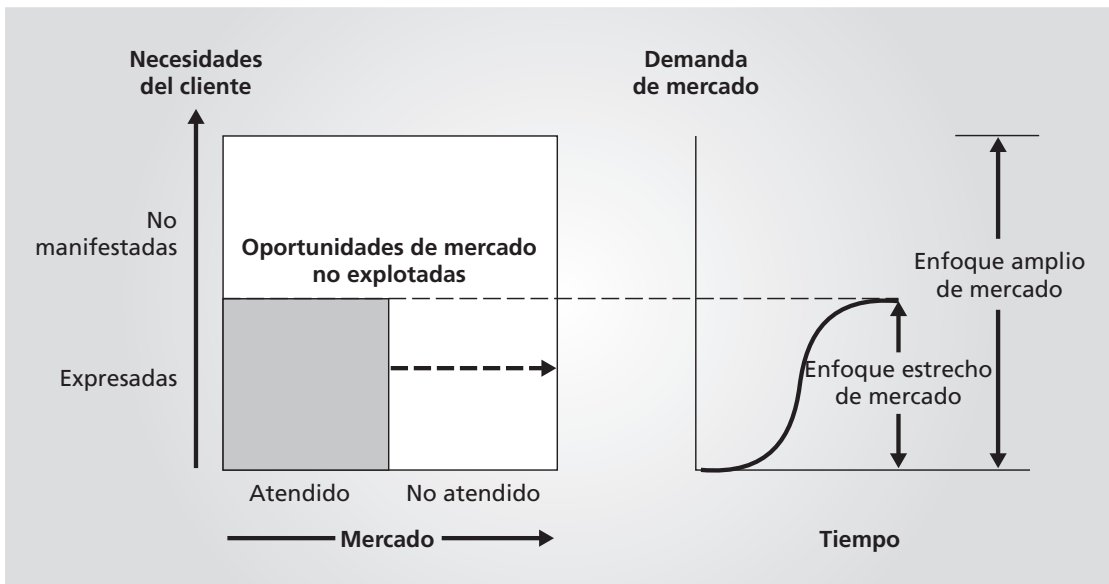 Necesidades
del cliente
No
manifestadas
Oportunidades de mercado
no explotadas
Expresadas
Atendido
No atendido
Mercado
Demanda
de mercado
Enfoque amplio
de mercado
Enfoque estrecho
de mercado
Tiempo